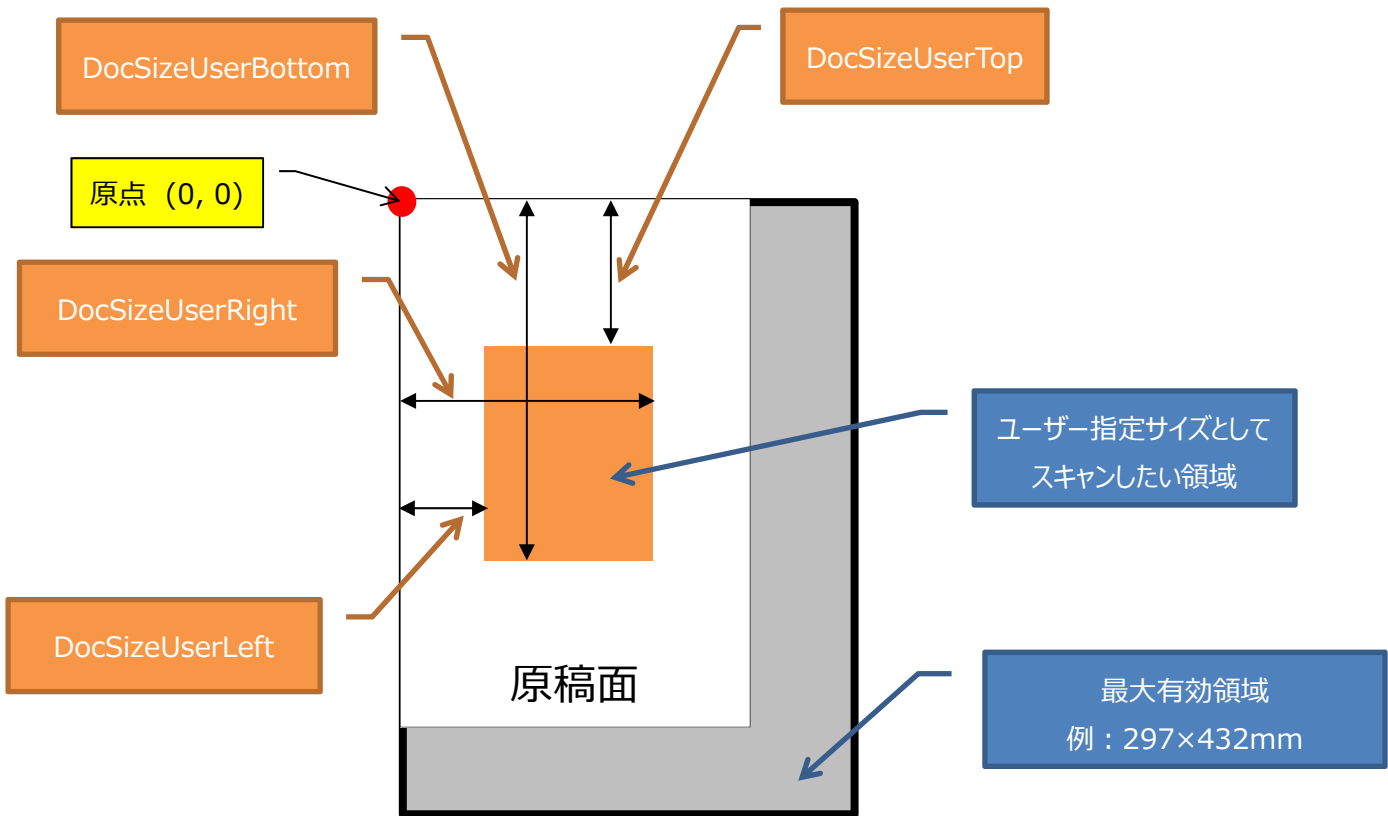 DocSizeUserBottom
DocSizeUserTop
原点 (0, 0)
DocSizeUserRight
ユーザー指定サイズとして
スキャンしたい領域
DocSizeUserLeft
原稿面
最大有効領域
例：297×432mm